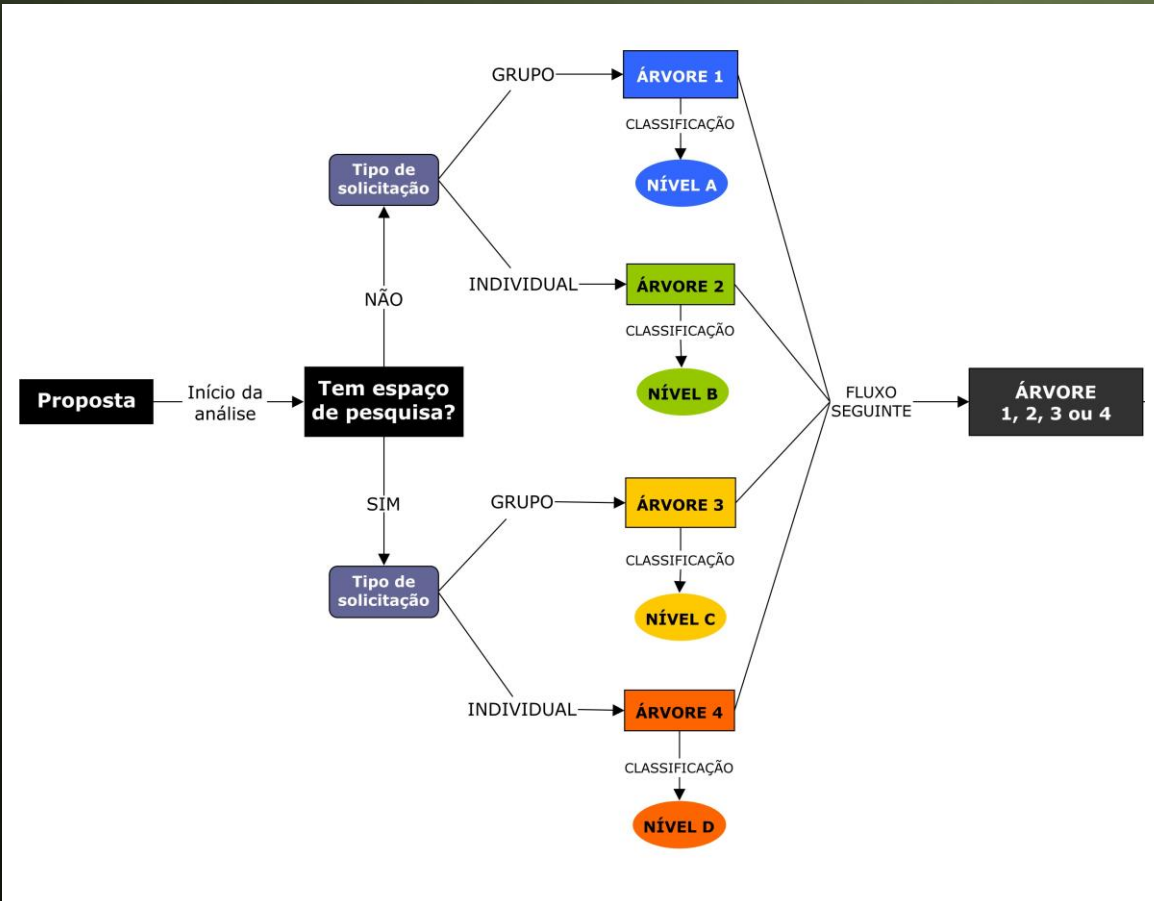 Proposta
Início da
análise
Tem espaço
de pesquisa?
NÃO
Tipo de
solicitação
GRUPO
ÁRVORE 1
CLASSIFICAÇÃO
NÍVEL A
INDIVIDUAL
ÁRVORE 2
CLASSIFICAÇÃO
NÍVEL B
SIM
Tipo de
solicitação
GRUPO
ÁRVORE 3
CLASSIFICAÇÃO
NÍVEL C
INDIVIDUAL
ÁRVORE 4
CLASSIFICAÇÃO
NÍVEL D
FLUXO
SEGUINTE
ÁRVORE
1, 2, 3 ou 4